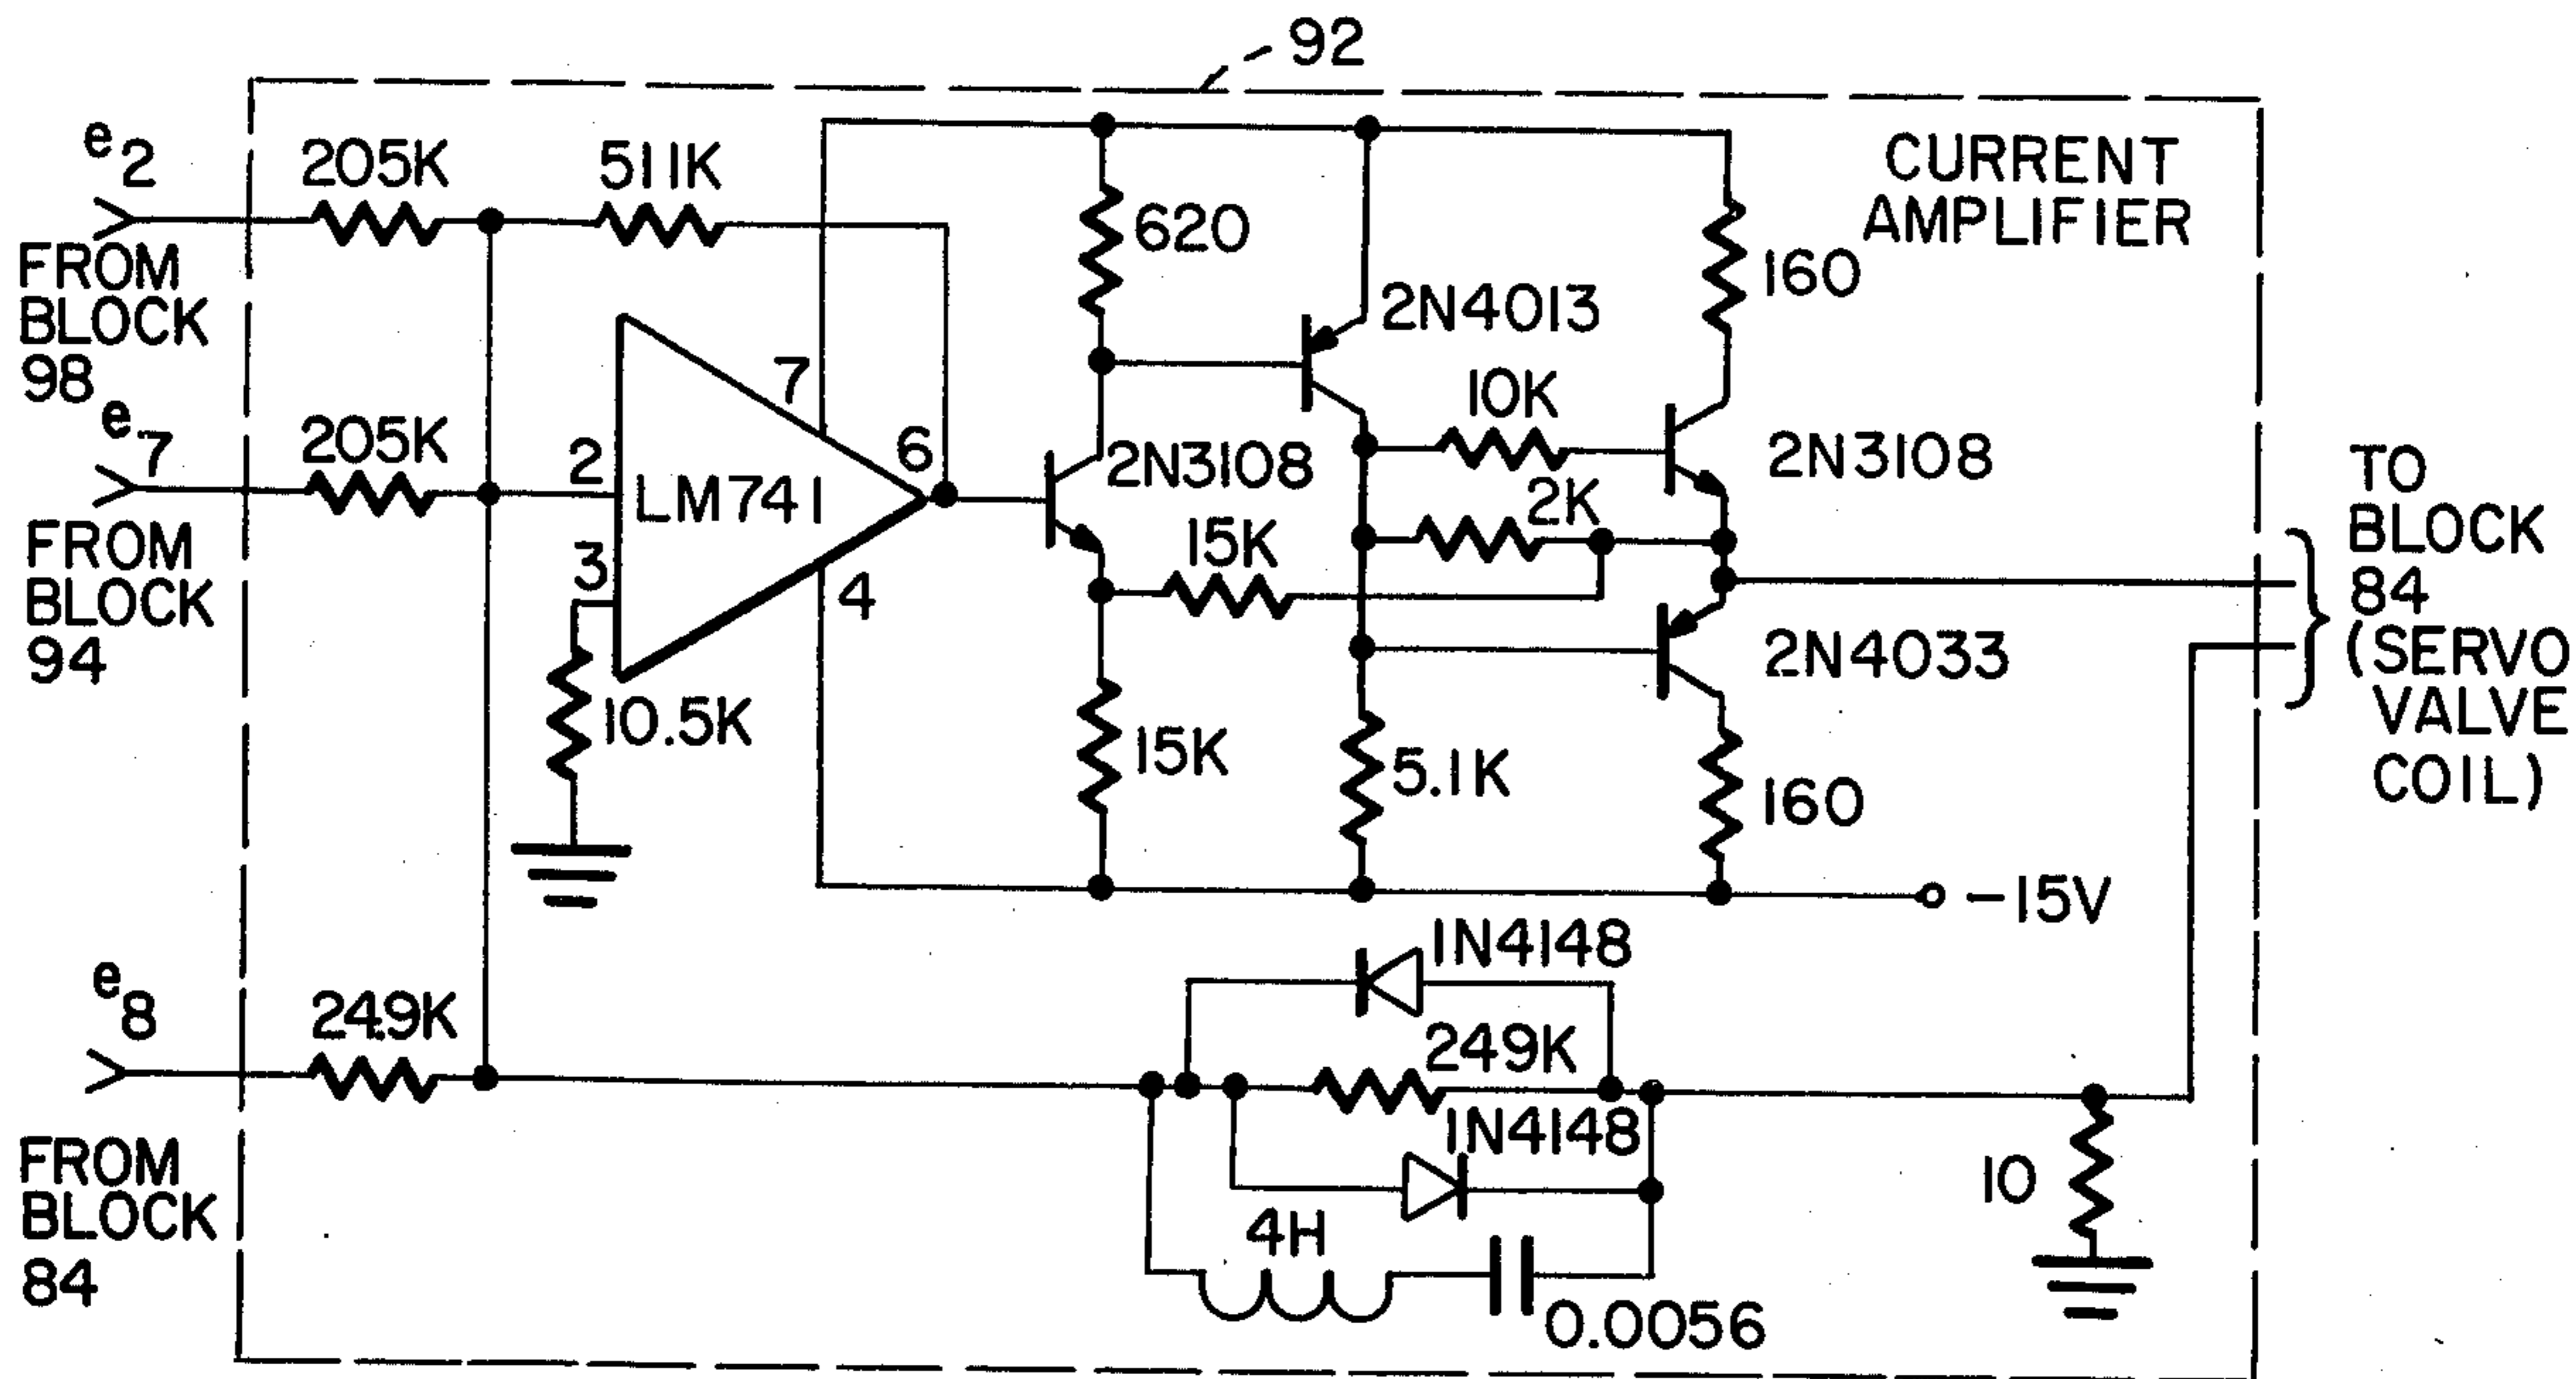 92
e2
205K
511K
FROM
BLOCK
98
620
CURRENT
AMPLIFIER
160
2N4013
e7
205K
FROM
BLOCK
94
2
3
7
6
4
LM741
10.5K
2N3108
10K
2K
15K
2N3108
15K
5.1K
2N4033
160
TO
BLOCK
84
(SERVO
VALVE
COIL)
-15V
e8
24.9K
FROM
BLOCK
84
1N4148
249K
1N4148
4H
0.0056
10